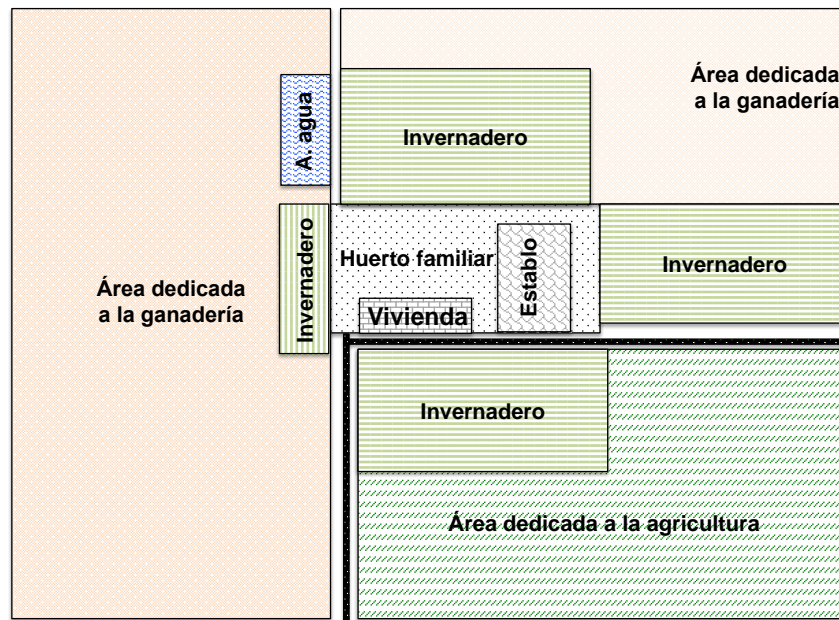 Área dedicada
a la ganadería
A. agua
Invernadero
Invernadero
Huerto familiar
Establo
Invernadero
Vivienda
Área dedicada
a la ganadería
Invernadero
Área dedicada a la agricultura